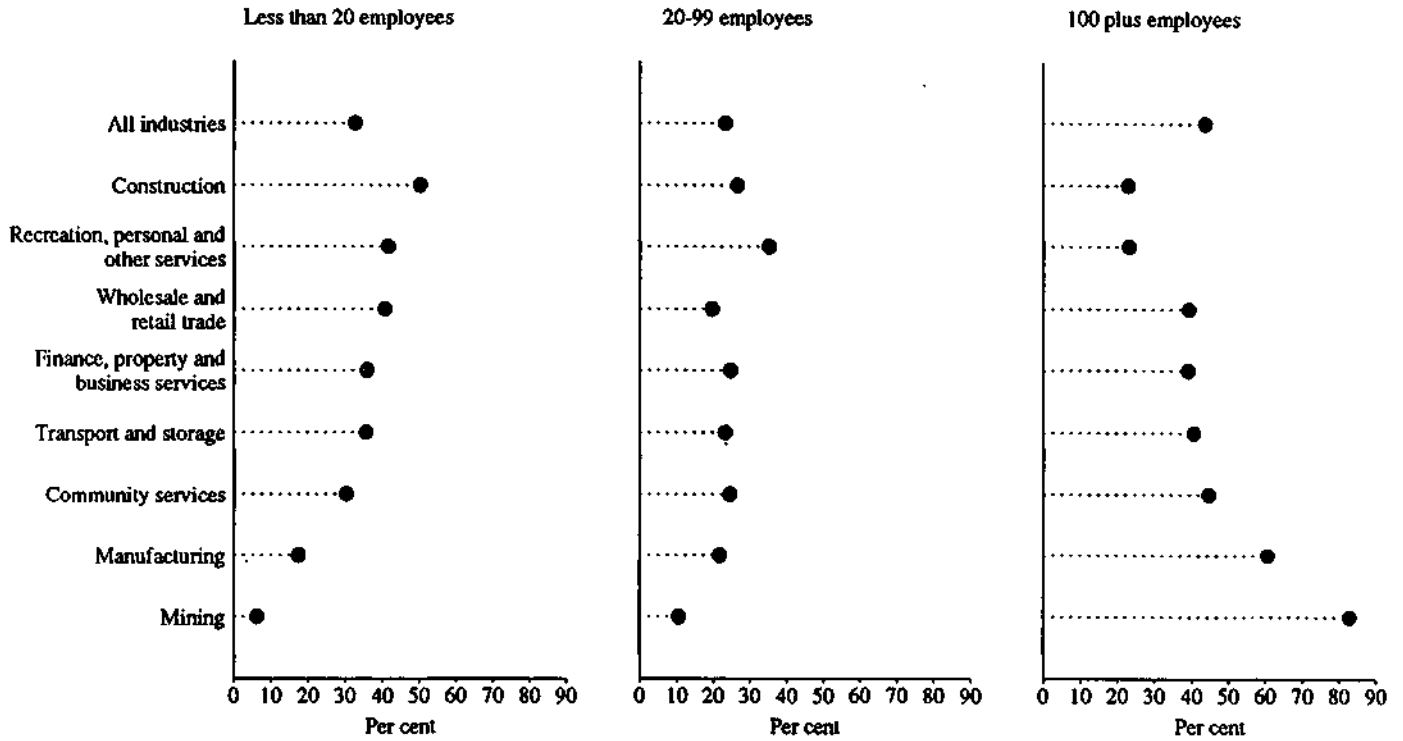 Less than 20 employees
20-99 employees
100 plus employees
All industries
Construction
Recreation, personal and
other services
Wholesale and
retail trade
Finance, property and
business services
Transport and storage
Community services
Manufacturing
Mining
0 10 20 30 40 50 60 70 80 90
0 10 20 30 40 50 60 70 80 90
0 10 20 30 40 50 60 70 80 90
Per cent
Per cent
Per cent